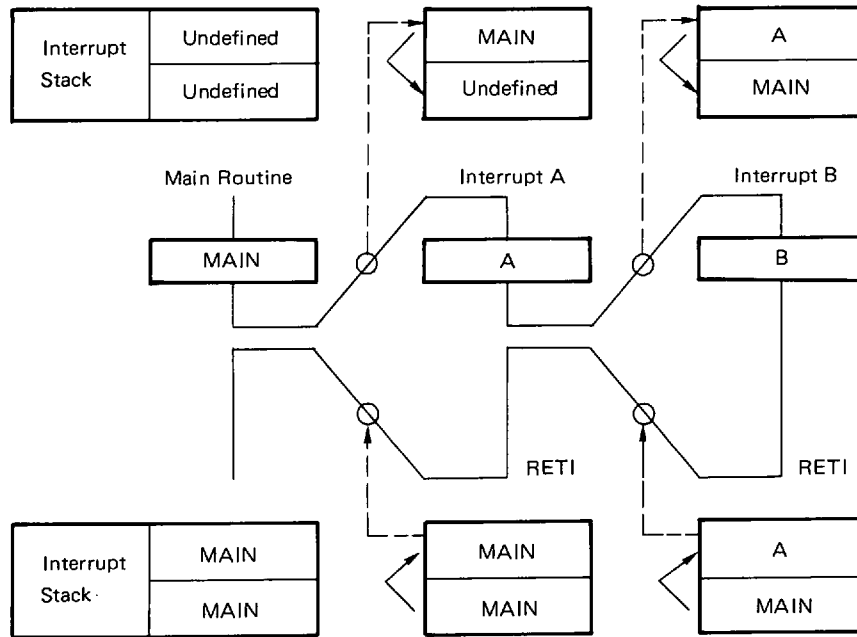 Interrupt
Stack
Undefined
Undefined
MAIN
Undefined
A
MAIN
Main Routine
Interrupt A
Interrupt B
MAIN
A
B
RETI
RETI
Interrupt
Stack
MAIN
MAIN
MAIN
MAIN
A
MAIN